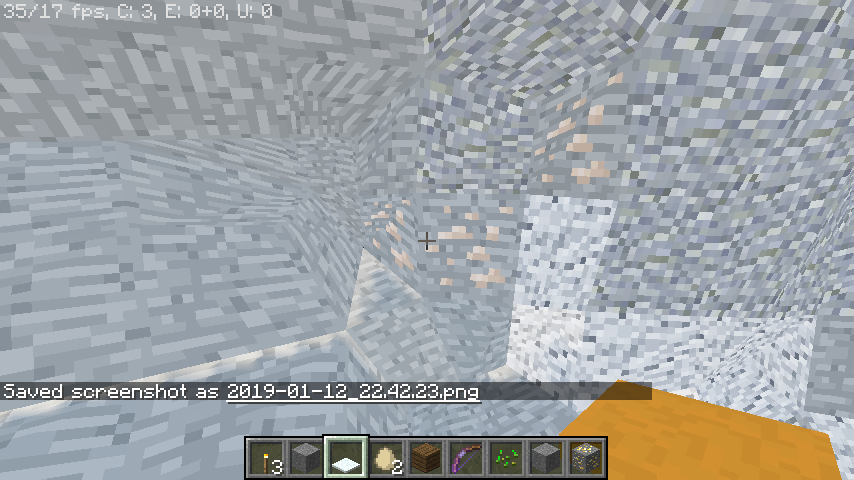 35/17 fps, C: 3, E: 0+0, U: 0
Saved screenshot as 2019-01-12_22.42.23.png
3
2